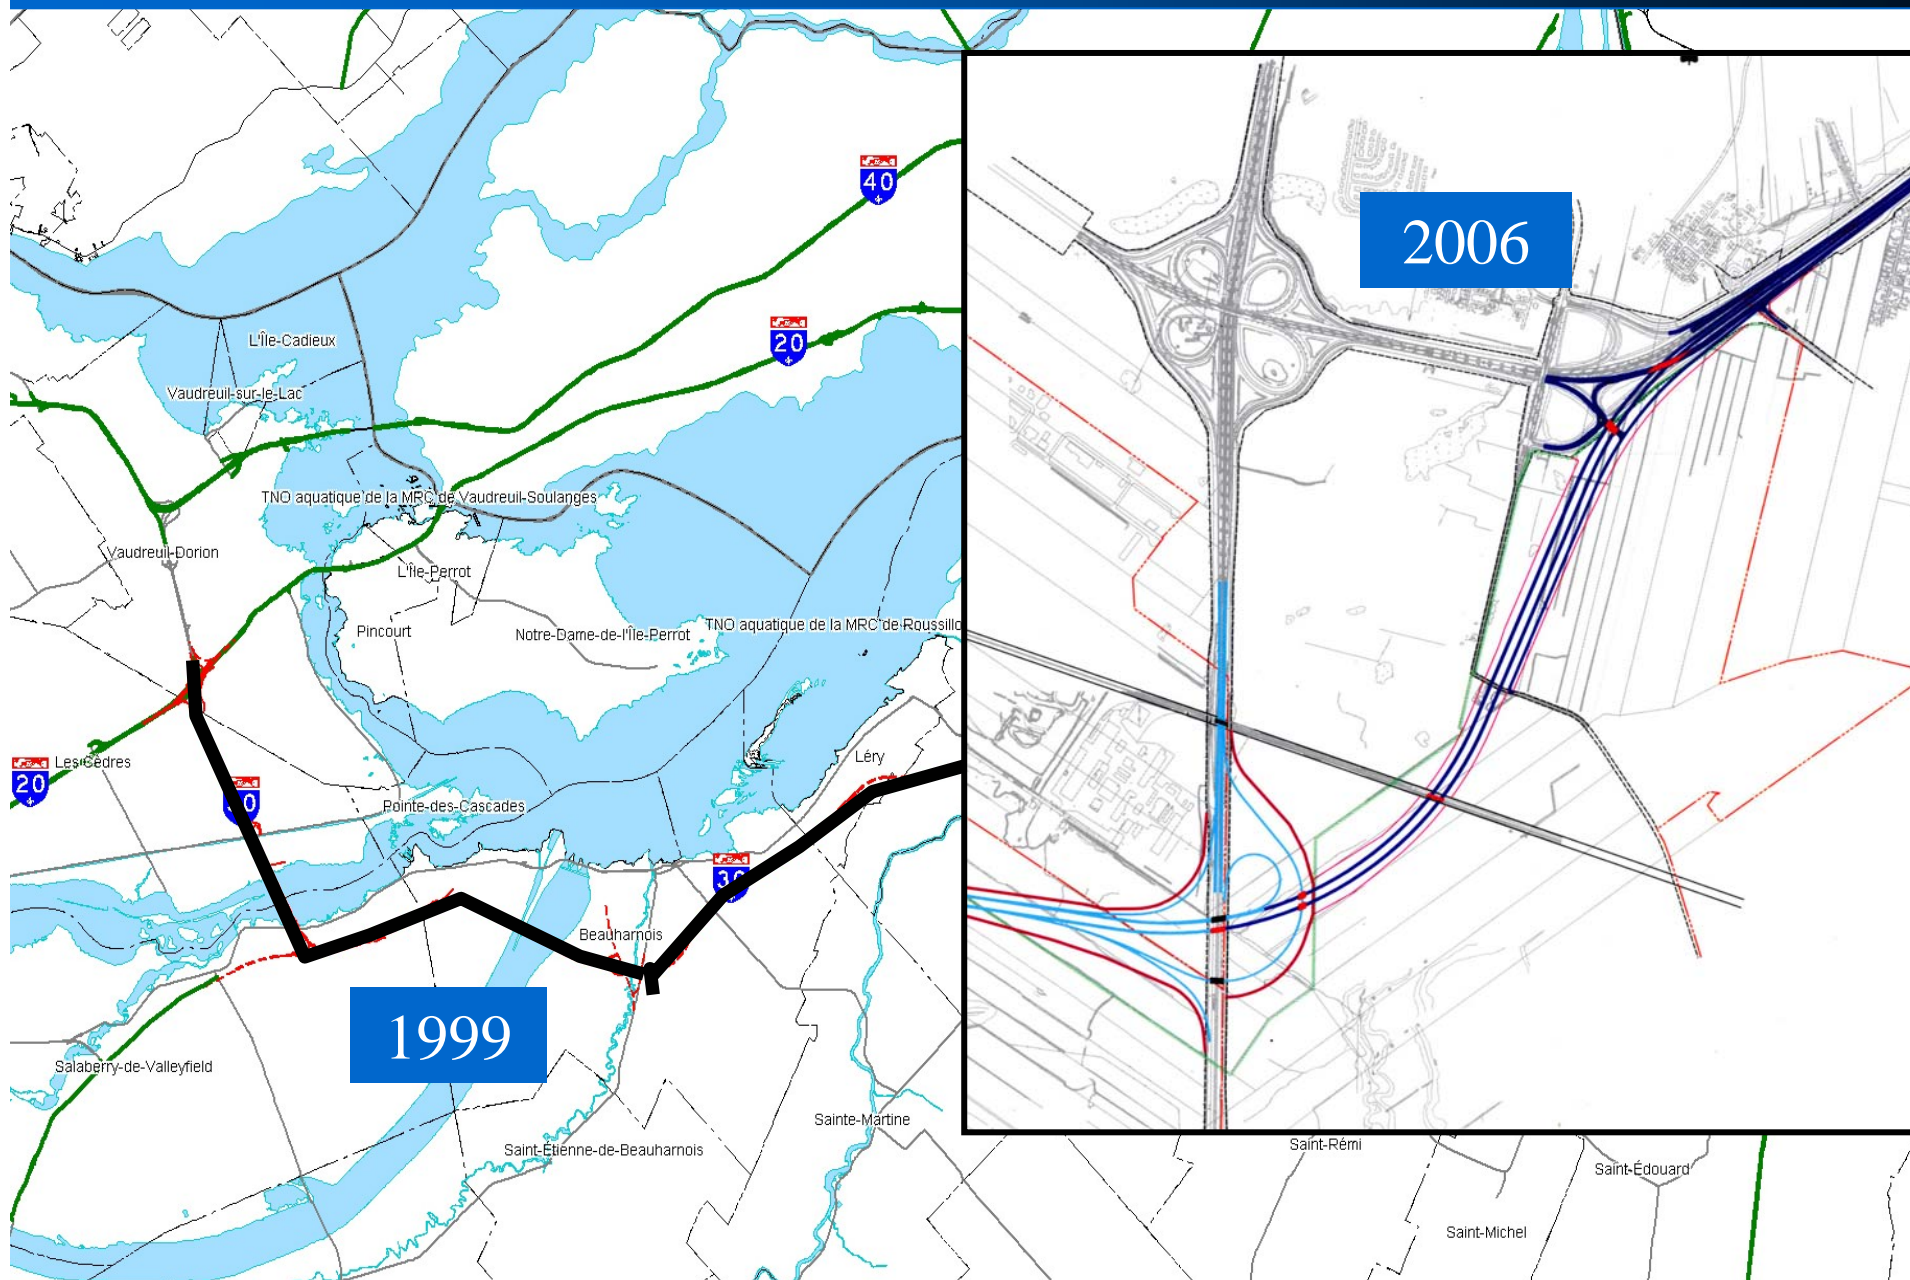 40
2006
20
L'Île-Cadieux
Vaudreuil-sur-le-Lac
TNO aquatique de la MRC de Vaudreuil-Soulanges
Vaudreuil-Dorion
L'Île-Perrot
Pincourt
Notre-Dame-de-l'Île-Perrot
TNO aquatique de la MRC de Roussillo
Les Cèdres
20
Léry
30
Pointe-des-Cascades
30
Beauharnois
1999
Salaberry-de-Valleyfield
Sainte-Martine
Saint-Étienne-de-Beauharnois
Saint-Rémi
Saint-Édouard
Saint-Michel